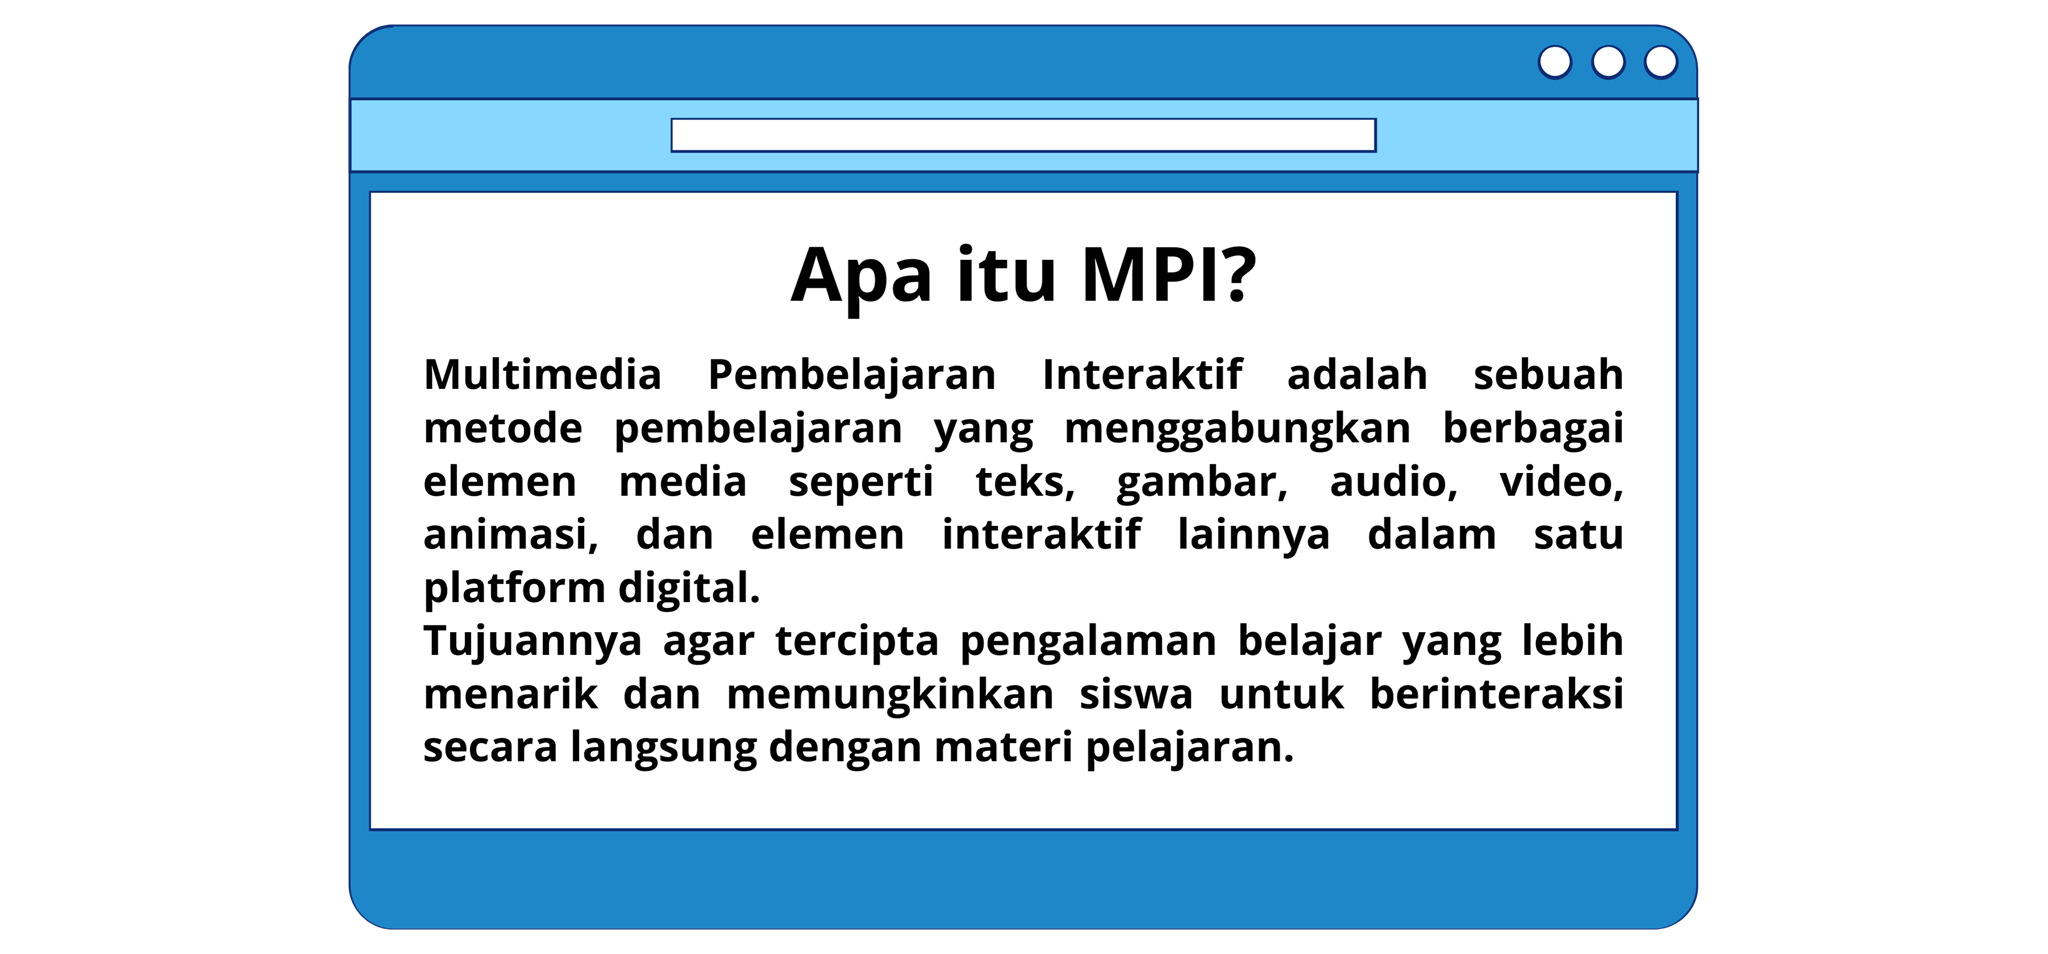 Apa itu MPI?
Multimedia Pembelajaran Interaktif adalah sebuah
metode pembelajaran yang menggabungkan berbagai
elemen media seperti teks, gambar, audio, video,
animasi, dan elemen interaktif lainnya dalam satu
platform digital.
Tujuannya agar tercipta pengalaman belajar yang lebih
menarik dan memungkinkan siswa untuk berinteraksi
secara langsung dengan materi pelajaran.